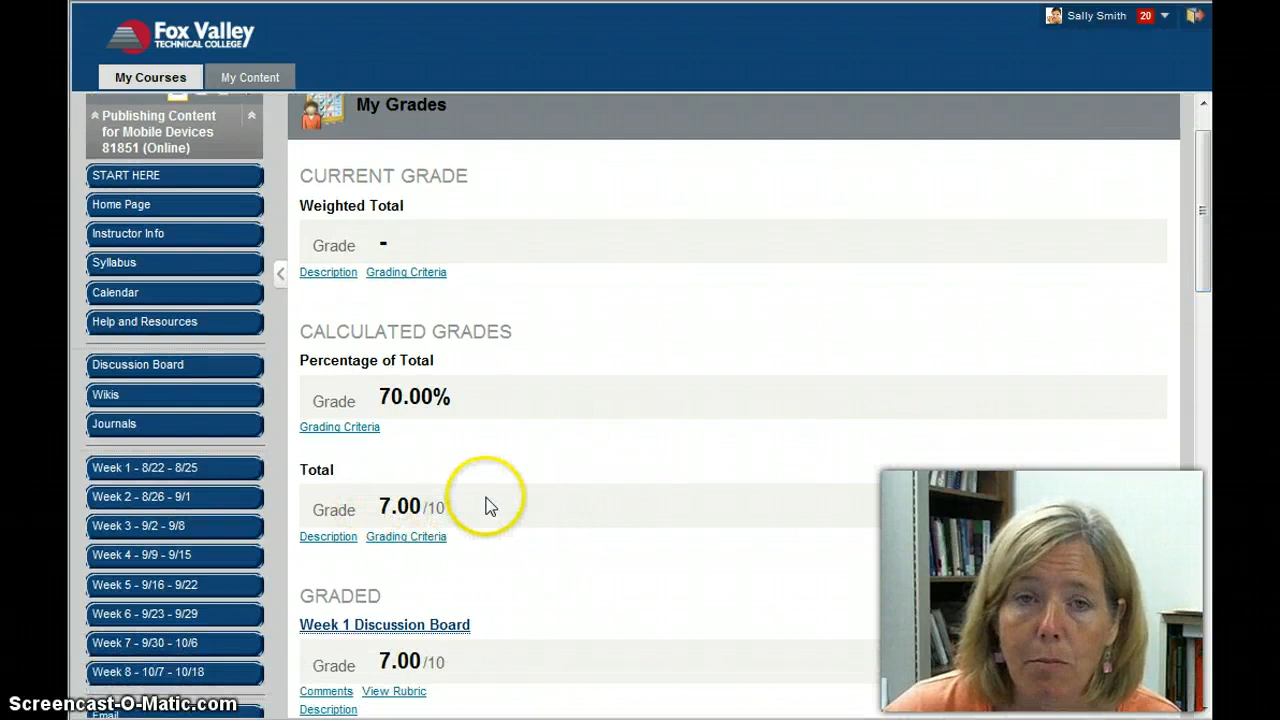 Fox Valley
TECHNICAL COLLEGE
Sally Smith 20
My Courses My Content
Publishing Content
for Mobile Devices
81851 (Online)
START HERE
Home Page
Instructor Info
Syllabus
Calendar
Help and Resources
Discussion Board
Wikis
Journals
Week 1 - 8/22 - 8/25
Week 2 - 8/26 - 9/1
Week 3 - 9/2 - 9/8
Week 4 - 9/9 - 9/15
Week 5 - 9/16 - 9/22
Week 6 - 9/23 - 9/29
Week 7 - 9/30 - 10/6
Week 8 - 10/7 - 10/18
Email
My Grades
CURRENT GRADE
Weighted Total
Grade -
Description Grading Criteria
CALCULATED GRADES
Percentage of Total
Grade 70.00%
Grading Criteria
Total
Grade 7.00/10
Description Grading Criteria
GRADED
Week 1 Discussion Board
Grade 7.00/10
Comments View Rubric
Description
Screencast-O-Matic.com